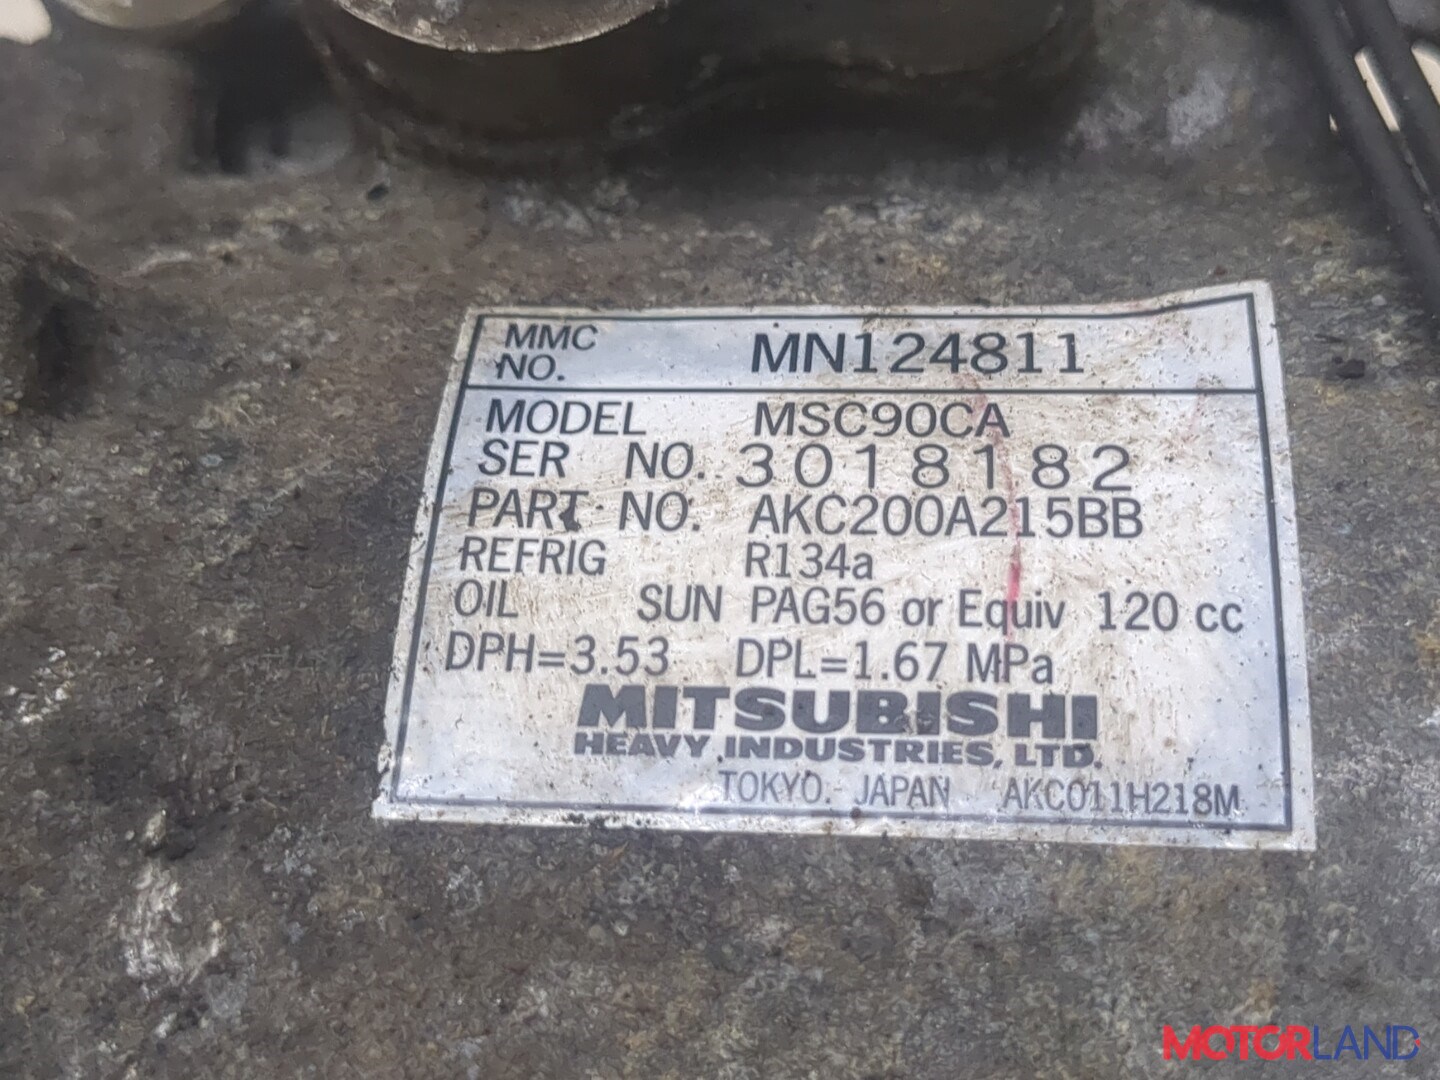 MMC
NO. MN124811
MODEL MSC90CA
SER NO. 3018182
PART NO. AKC200A215BB
REFRIG R134a
OIL SUN PAG56 or Equiv 120 cc
DPH=3.53 DPL=1.67 MPa
MITSUBISHI
HEAVY INDUSTRIES, LTD.
TOKYO. JAPAN AKC011H218M
MOTORLAND